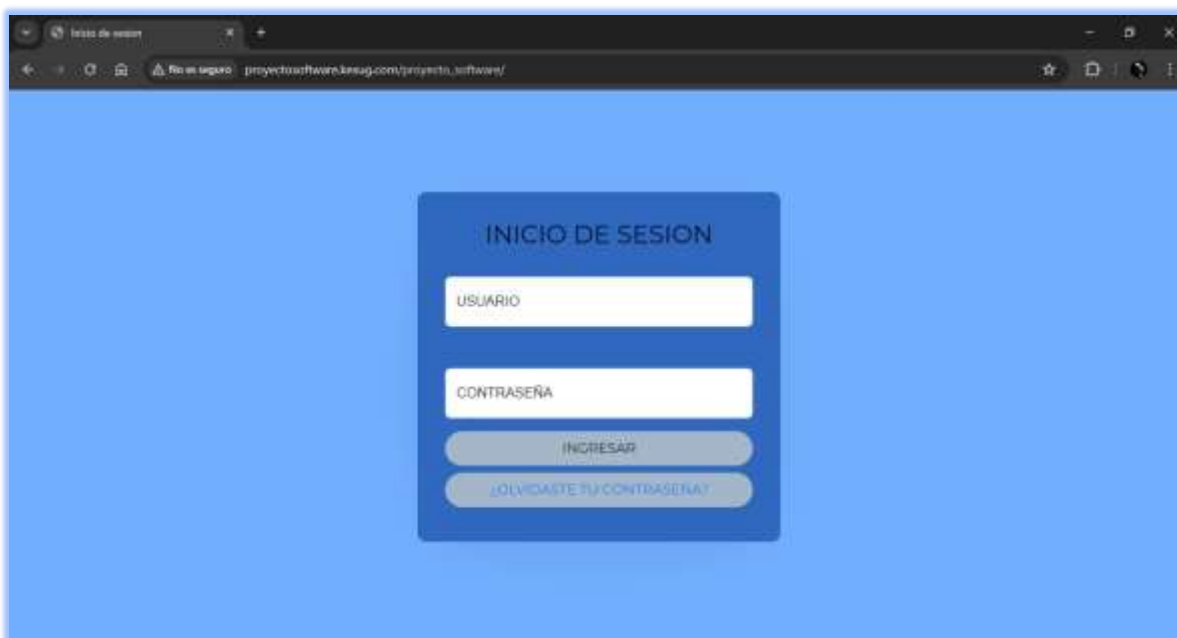 Inicio de sesion
No es seguro proyectosoftware.kesug.com/proyecto_software/
INICIO DE SESION
USUARIO
CONTRASEÑA
INGRESAR
¿OLVIDASTE TU CONTRASEÑA?